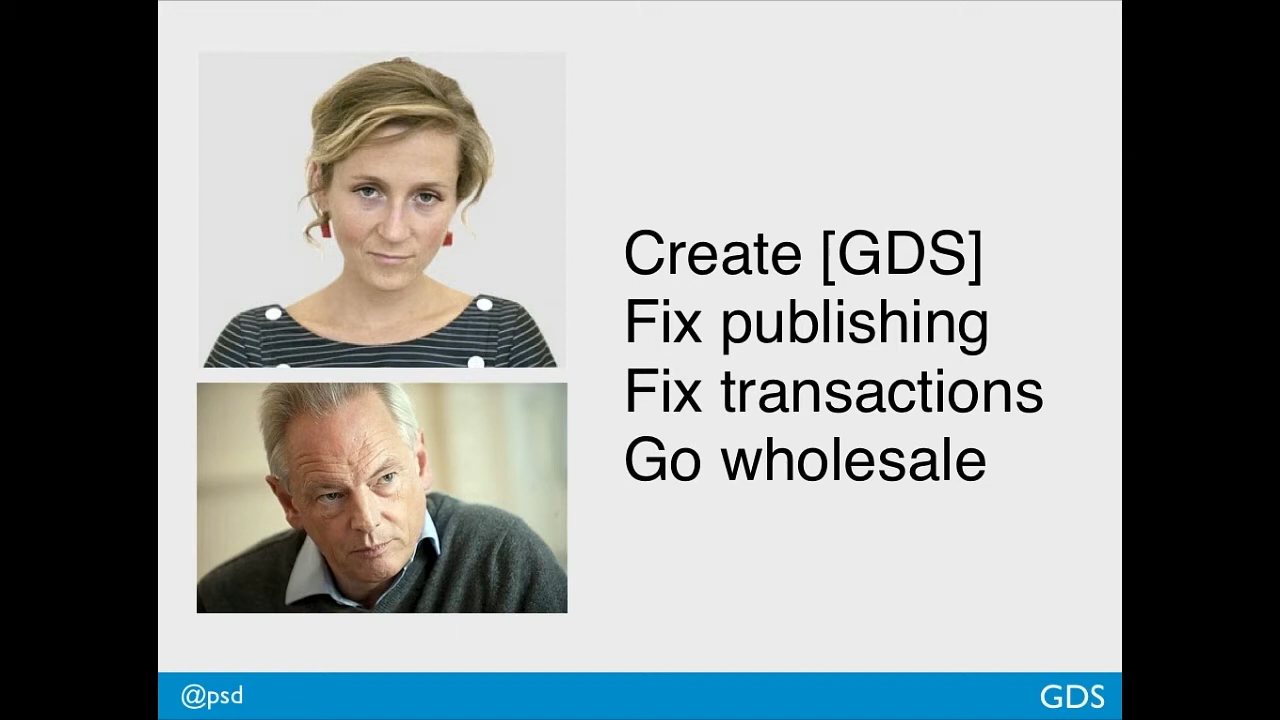 Create [GDS]
Fix publishing
Fix transactions
Go wholesale
@psd
GDS